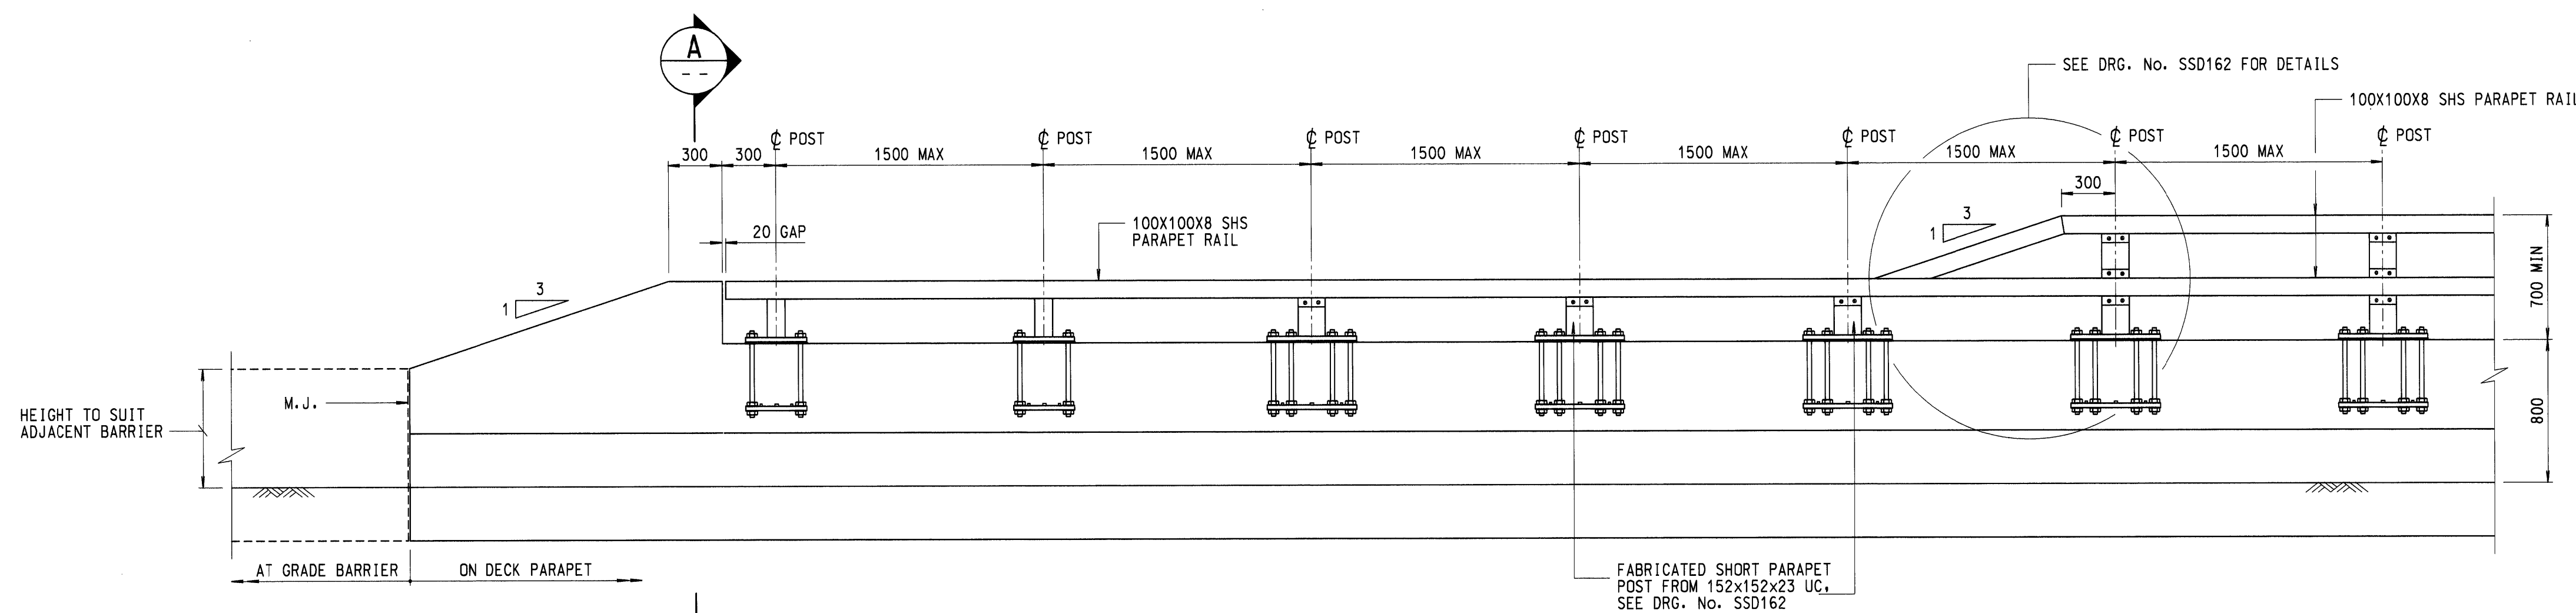 A
- -
SEE DRG. No. SSD162 FOR DETAILS
100X100X8 SHS PARAPET RAIL
℄ POST
℄ POST
℄ POST
℄ POST
℄ POST
℄ POST
℄ POST
300
300
1500 MAX
1500 MAX
1500 MAX
1500 MAX
1500 MAX
1500 MAX
300
20 GAP
100X100X8 SHS
PARAPET RAIL
3
1
3
1
700 MIN
800
M.J.
HEIGHT TO SUIT
ADJACENT BARRIER
AT GRADE BARRIER
ON DECK PARAPET
FABRICATED SHORT PARAPET
POST FROM 152x152x23 UC,
SEE DRG. No. SSD162